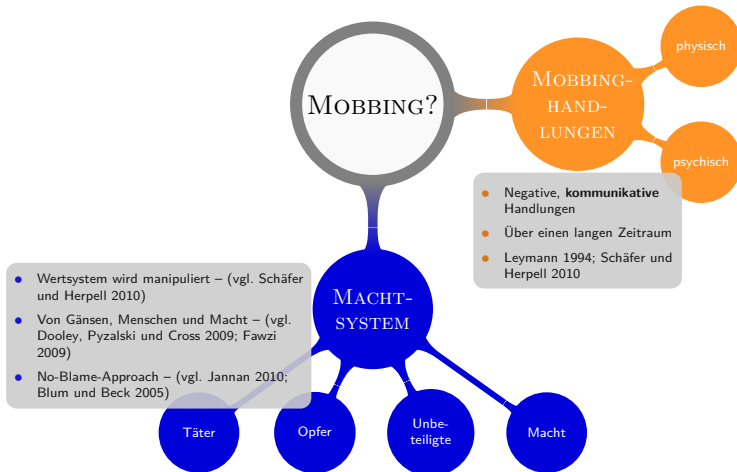 MOBBING?
MOBBING-
HAND-
LUNGEN
physisch
psychisch
• Negative, kommunikative
Handlungen
• Über einen langen Zeitraum
• Leymann 1994; Schäfer und
Herpell 2010
MACHT-
SYSTEM
• Wertsystem wird manipuliert – (vgl. Schäfer
und Herpell 2010)
• Von Gänsen, Menschen und Macht – (vgl.
Dooley, Pyzalski und Cross 2009; Fawzi
2009)
• No-Blame-Approach – (vgl. Jannan 2010;
Blum und Beck 2005)
Täter
Opfer
Unbe-
teiligte
Macht